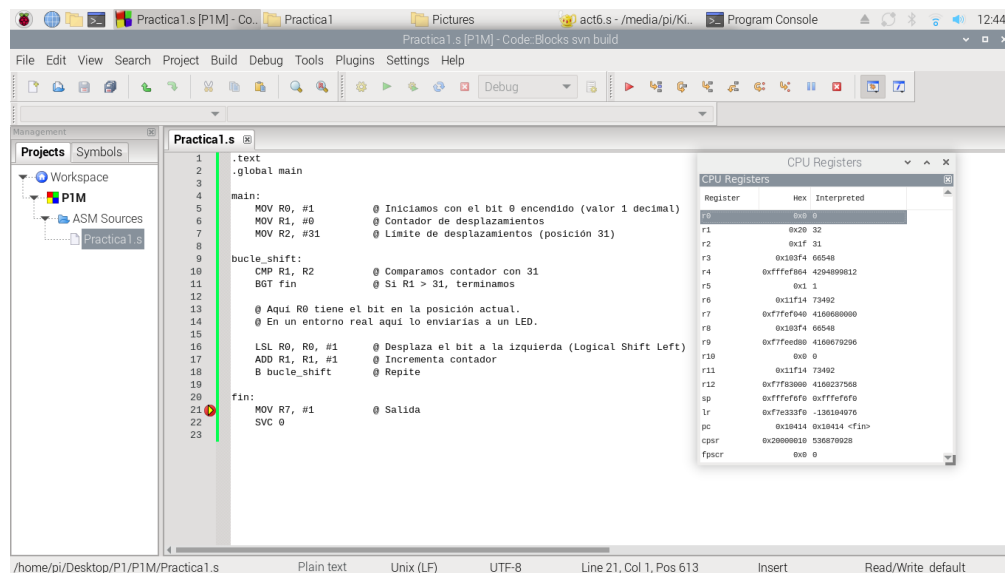 Practica1.s [P1M] - Co.. Practica1 Pictures act6.s - /media/pi/Ki.. Program Console 12:44
Practica1.s [P1M] - Code::Blocks svn build
File Edit View Search Project Build Debug Tools Plugins Settings Help
Debug
Management
Projects Symbols
Workspace
P1M
ASM Sources
Practica1.s
Practica1.s
1 .text
2 .global main
3
4 main:
5 MOV R0, #1 @ Iniciamos con el bit 0 encendido (valor 1 decimal)
6 MOV R1, #0 @ Contador de desplazamientos
7 MOV R2, #31 @ Límite de desplazamientos (posición 31)
8
9 bucle_shift:
10 CMP R1, R2 @ Comparamos contador con 31
11 BGT fin @ Si R1 > 31, terminamos
12
13 @ Aquí R0 tiene el bit en la posición actual.
14 @ En un entorno real aquí lo enviarías a un LED.
15
16 LSL R0, R0, #1 @ Desplaza el bit a la izquierda (Logical Shift Left)
17 ADD R1, R1, #1 @ Incrementa contador
18 B bucle_shift @ Repite
19
20 fin:
21 MOV R7, #1 @ Salida
22 SVC 0
23
CPU Registers
CPU Registers
Register Hex Interpreted
r0 0x0 0
r1 0x20 32
r2 0x1f 31
r3 0x103f4 66548
r4 0xfffef864 4294899812
r5 0x1 1
r6 0x11f14 73492
r7 0xf7fef040 4160680000
r8 0x103f4 66548
r9 0xf7feed80 4160679296
r10 0x0 0
r11 0x11f14 73492
r12 0xf7f83000 4160237568
sp 0xfffef6f0 0xfffef6f0
lr 0xf7e333f0 -136104976
pc 0x10414 0x10414 <fin>
cpsr 0x20000010 536870928
fpscr 0x0 0
/home/pi/Desktop/P1/P1M/Practica1.s Plain text Unix (LF) UTF-8 Line 21, Col 1, Pos 613 Insert Read/Write default